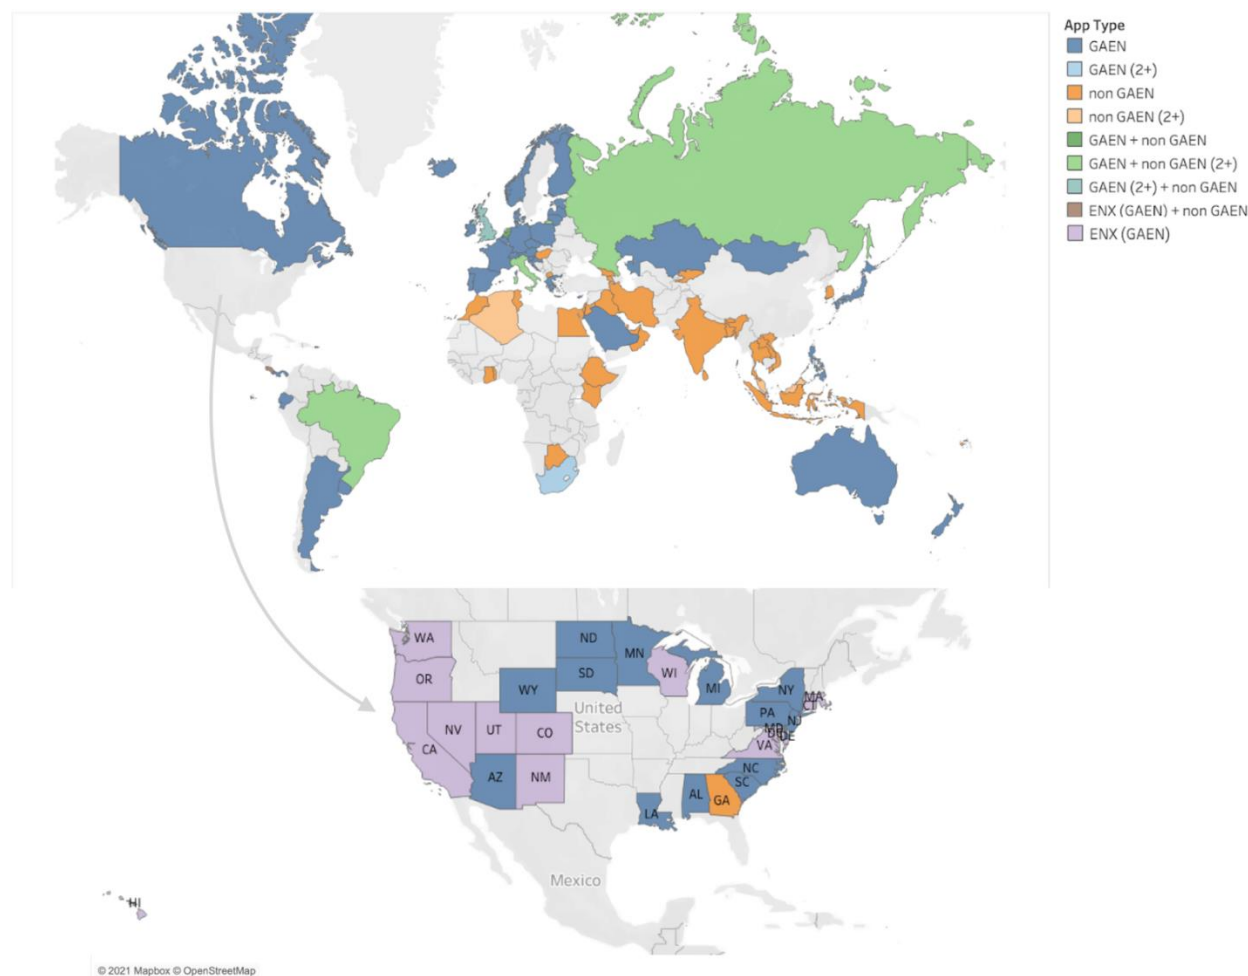 App Type
GAEN
GAEN (2+)
non GAEN
non GAEN (2+)
GAEN + non GAEN
GAEN + non GAEN (2+)
GAEN (2+) + non GAEN
ENX (GAEN) + non GAEN
ENX (GAEN)
WA
ND
MN
OR
SD
WI
WY
MI
NY
MA
CT
United
States
PA
NJ
NV
UT
CO
MD
DE
CA
VA
AZ
NM
NC
SC
AL
GA
LA
Mexico
HI
© 2021 Mapbox © OpenStreetMap